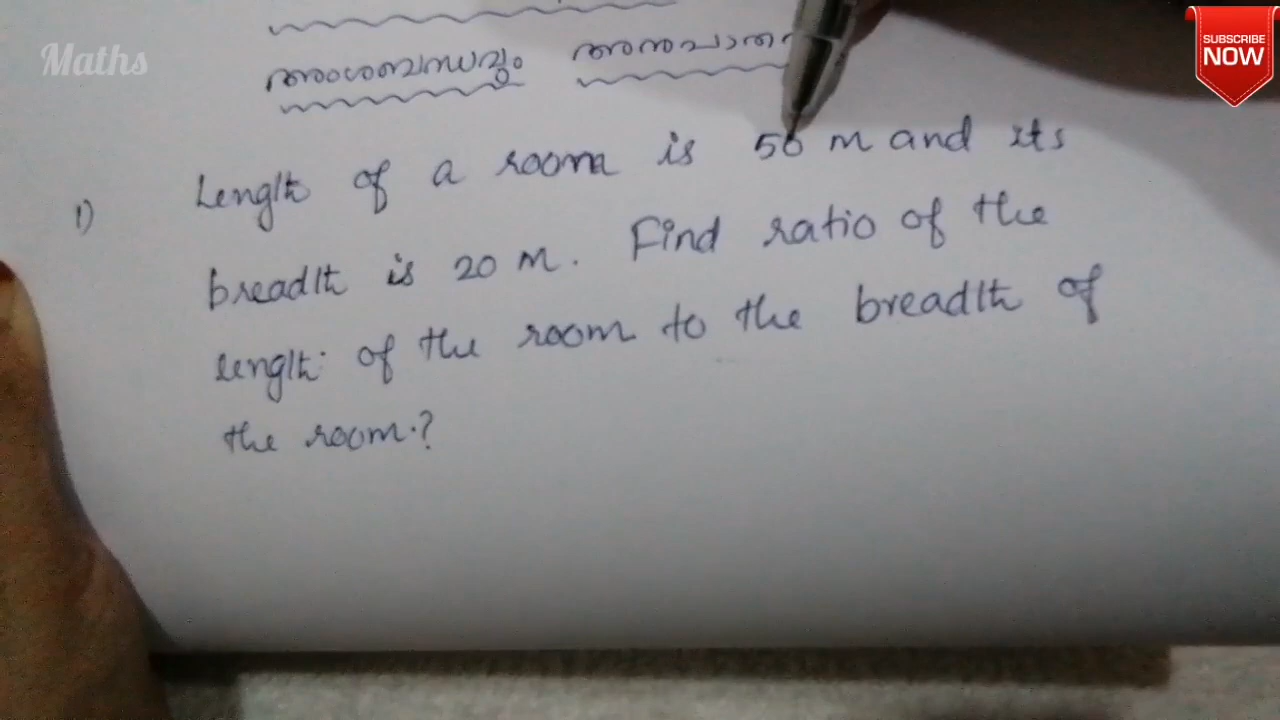 Maths
SUBSCRIBE
NOW
അംശബന്ധവും
1) Length of a room is 50 m and its
breadth is 20 m. Find ratio of the
length of the room to the breadth of
the room.?